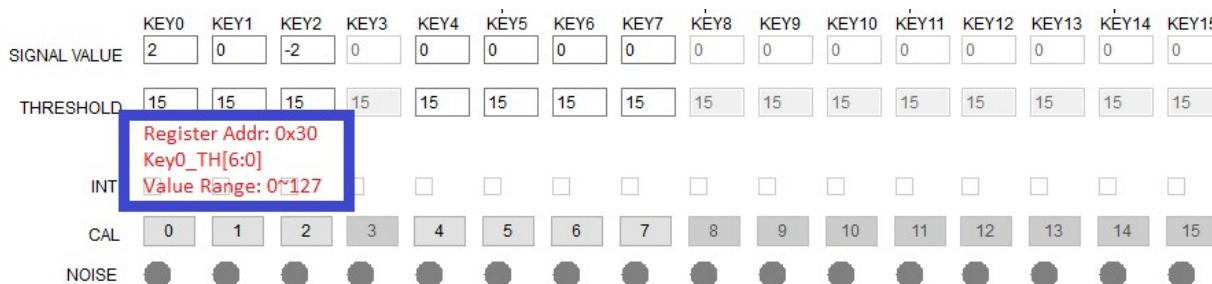 KEY0 KEY1 KEY2 KEY3 KEY4 KEY5 KEY6 KEY7 KEY8 KEY9 KEY10 KEY11 KEY12 KEY13 KEY14 KEY15
SIGNAL VALUE 2 0 -2 0 0 0 0 0 0 0 0 0 0 0 0 0
THRESHOLD 15 15 15 15 15 15 15 15 15 15 15 15 15 15 15 15
Register Addr: 0x30
Key0_TH[6:0]
INT Value Range: 0~127
CAL 0 1 2 3 4 5 6 7 8 9 10 11 12 13 14 15
NOISE